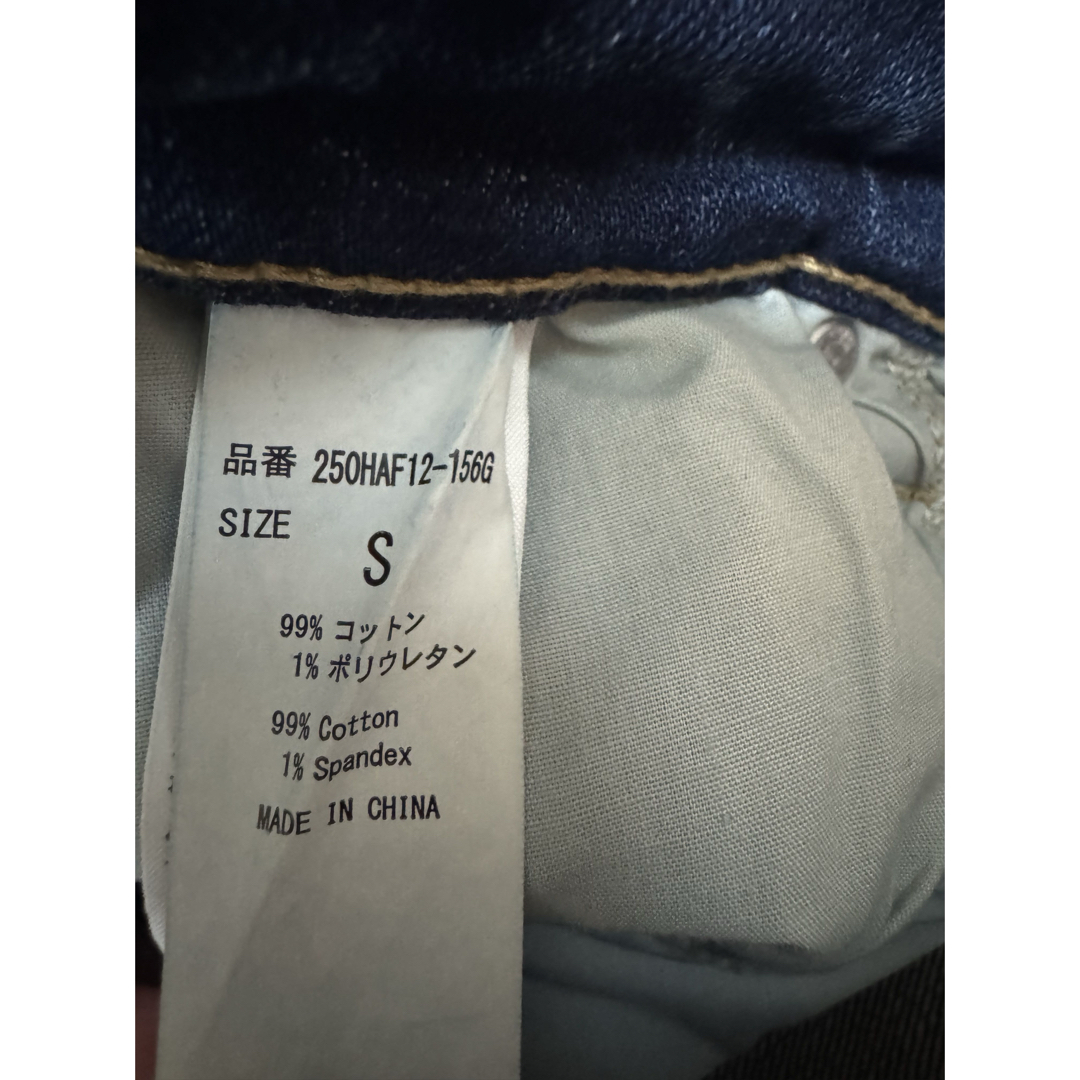 品番 250HAF12-156G
SIZE
S
99% コットン
1% ポリウレタン
99% Cotton
1% Spandex
MADE IN CHINA